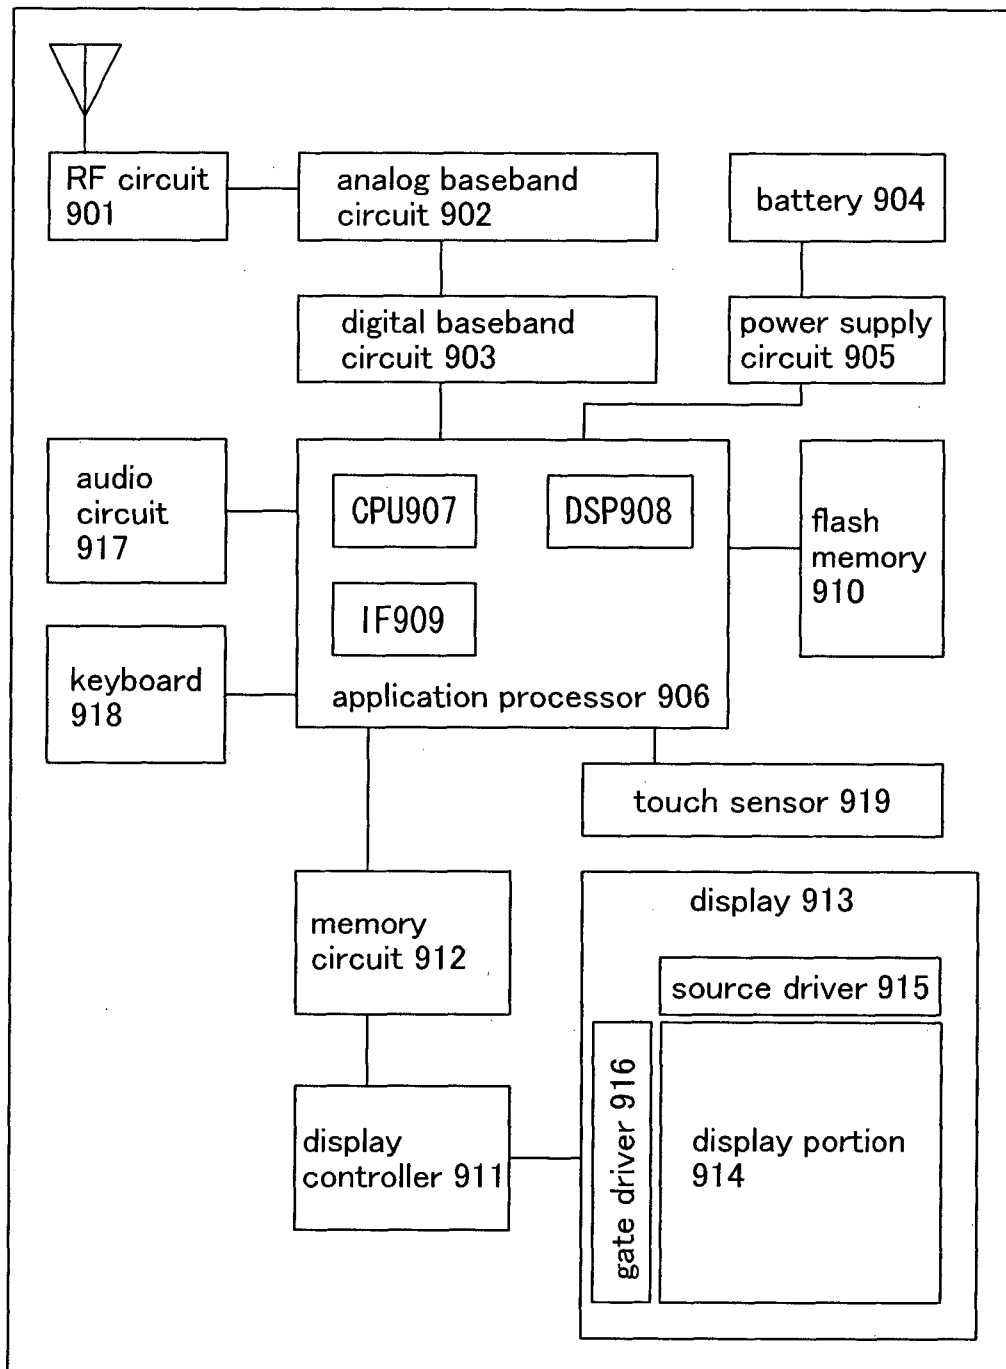 RF circuit
901
analog baseband
circuit 902
battery 904
digital baseband
circuit 903
power supply
circuit 905
audio
circuit
917
CPU907
DSP908
flash
memory
910
IF909
keyboard
918
application processor 906
touch sensor 919
memory
circuit 912
display 913
source driver 915
gate driver 916
display portion
914
display
controller 911